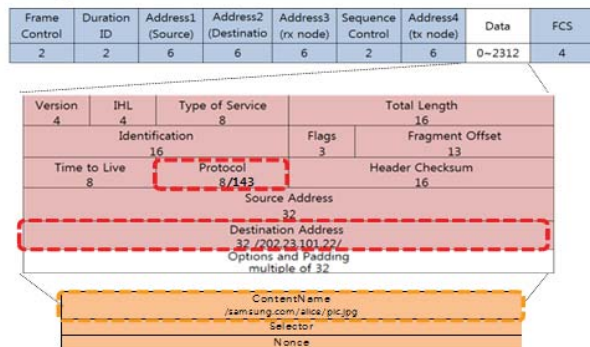 Frame Control
Duration ID
Address1 (Source)
Address2 (Destinatio
Address3 (rx node)
Sequence Control
Address4 (tx node)
Data
FCS
2 2 6 6 6 2 6 0~2312 4
Version IHL Type of Service Total Length
4 4 8 16
Identification Flags Fragment Offset
16 3 13
Time to Live Protocol Header Checksum
8 8/143 16
Source Address
32
Destination Address
32 /202.23.101.22/
Options and Padding
multiple of 32
ContentName
/samsung.com/alice/pic.jpg
Selector
Nonce